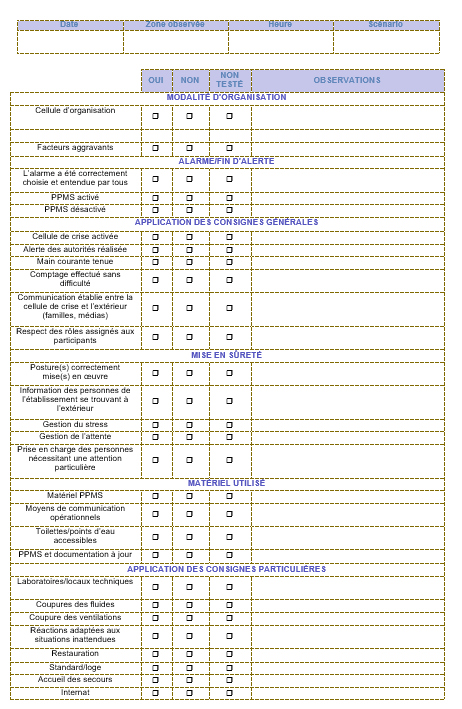 Date Zone observée Heure Scénario
OUI NON NON TESTÉ OBSERVATIONS
MODALITÉ D'ORGANISATION
Cellule d'organisation
Facteurs aggravants
ALARME/FIN D'ALERTE
L'alarme a été correctement
choisie et entendue par tous
PPMS activé
PPMS désactivé
APPLICATION DES CONSIGNES GÉNÉRALES
Cellule de crise activée
Alerte des autorités réalisée
Main courante tenue
Comptage effectué sans
difficulté
Communication établie entre la
cellule de crise et l'extérieur
(familles, médias)
Respect des rôles assignés aux
participants
MISE EN SÛRETÉ
Posture(s) correctement
mise(s) en œuvre
Information des personnes de
l'établissement se trouvant à
l'extérieur
Gestion du stress
Gestion de l'attente
Prise en charge des personnes
nécessitant une attention
particulière
MATÉRIEL UTILISÉ
Matériel PPMS
Moyens de communication
opérationnels
Toilettes/points d'eau
accessibles
PPMS et documentation à jour
APPLICATION DES CONSIGNES PARTICULIÈRES
Laboratoires/locaux techniques
Coupures des fluides
Coupure des ventilations
Réactions adaptées aux
situations inattendues
Restauration
Standard/loge
Accueil des secours
Internat